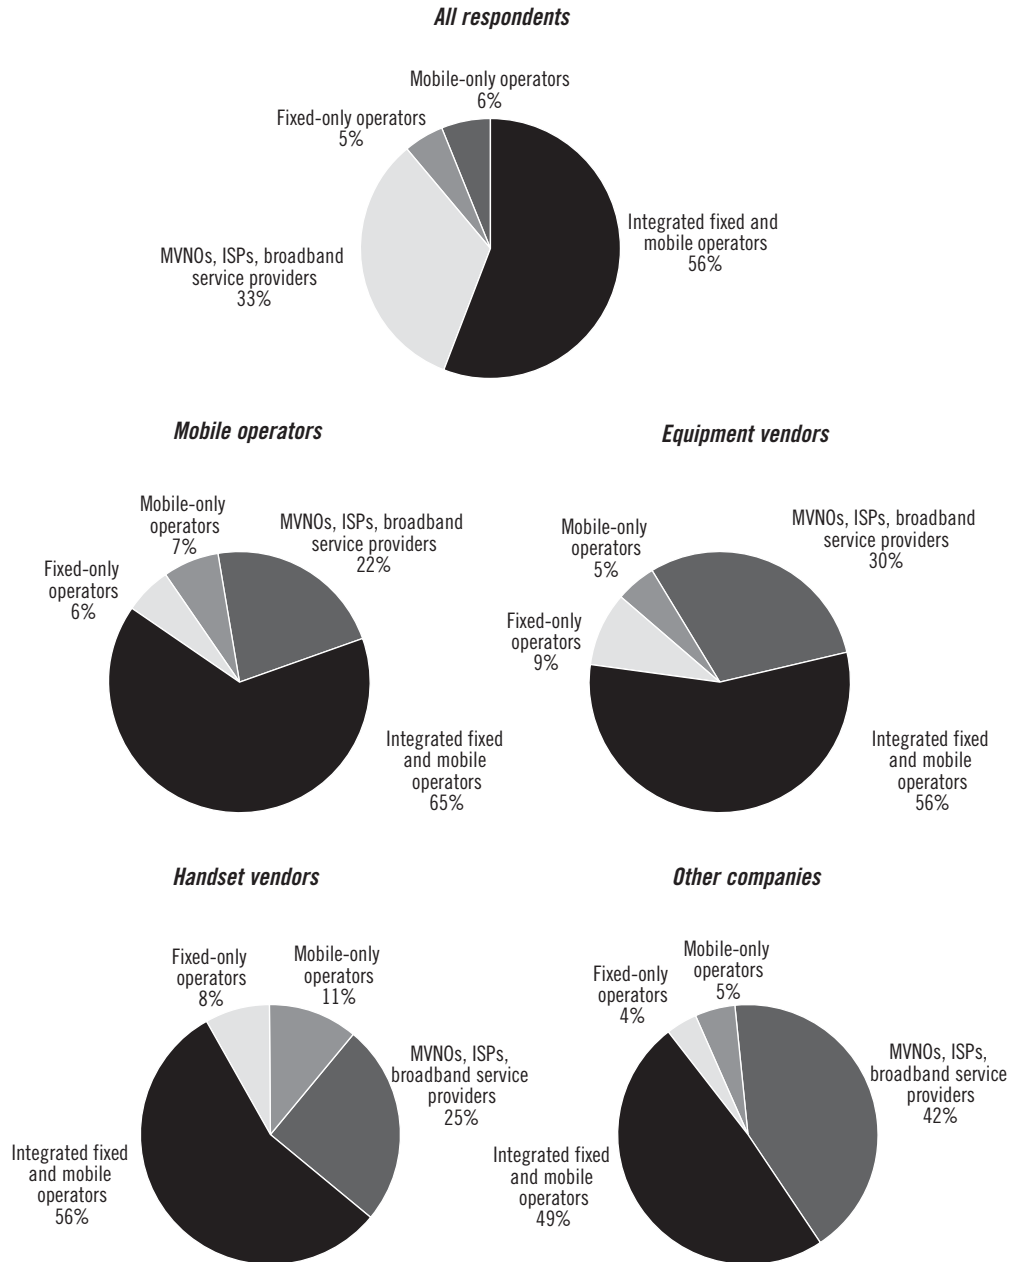 All respondents
Mobile-only operators
6%
Fixed-only operators
5%
Integrated fixed and
mobile operators
56%
MVNOs, ISPs, broadband
service providers
33%
Mobile operators
Mobile-only
operators
7%
MVNOs, ISPs, broadband
service providers
22%
Fixed-only
operators
6%
Integrated fixed
and mobile
operators
65%
Equipment vendors
Mobile-only
operators
5%
MVNOs, ISPs, broadband
service providers
30%
Fixed-only
operators
9%
Integrated fixed
and mobile
operators
56%
Handset vendors
Fixed-only
operators
8%
Mobile-only
operators
11%
MVNOs, ISPs,
broadband service
providers
25%
Integrated fixed
and mobile
operators
56%
Other companies
Mobile-only
operators
5%
Fixed-only
operators
4%
MVNOs, ISPs,
broadband service
providers
42%
Integrated fixed
and mobile
operators
49%